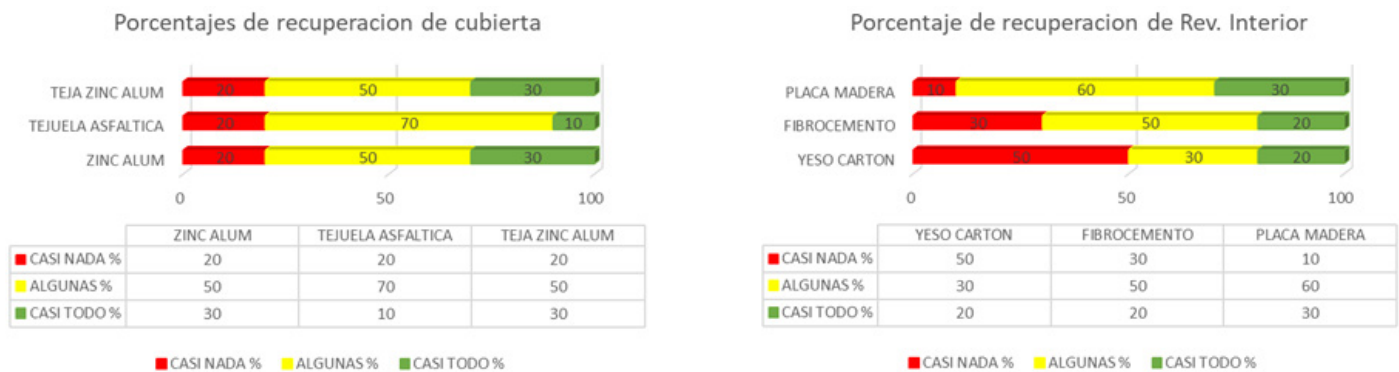 Porcentajes de recuperacion de cubierta
TEJA ZINC ALUM 20 50 30
TEJUELA ASFALTICA 20 70 10
ZINC ALUM 20 50 30
0 50 100
ZINC ALUM TEJUELA ASFALTICA TEJA ZINC ALUM
CASI NADA % 20 20 20
ALGUNAS % 50 70 50
CASI TODO % 30 10 30
CASI NADA % ALGUNAS % CASI TODO %
Porcentaje de recuperacion de Rev. Interior
PLACA MADERA 10 60 30
FIBROCEMENTO 30 50 20
YESO CARTON 50 30 20
0 50 100
YESO CARTON FIBROCEMENTO PLACA MADERA
CASI NADA % 50 30 10
ALGUNAS % 30 50 60
CASI TODO % 20 20 30
CASI NADA % ALGUNAS % CASI TODO %